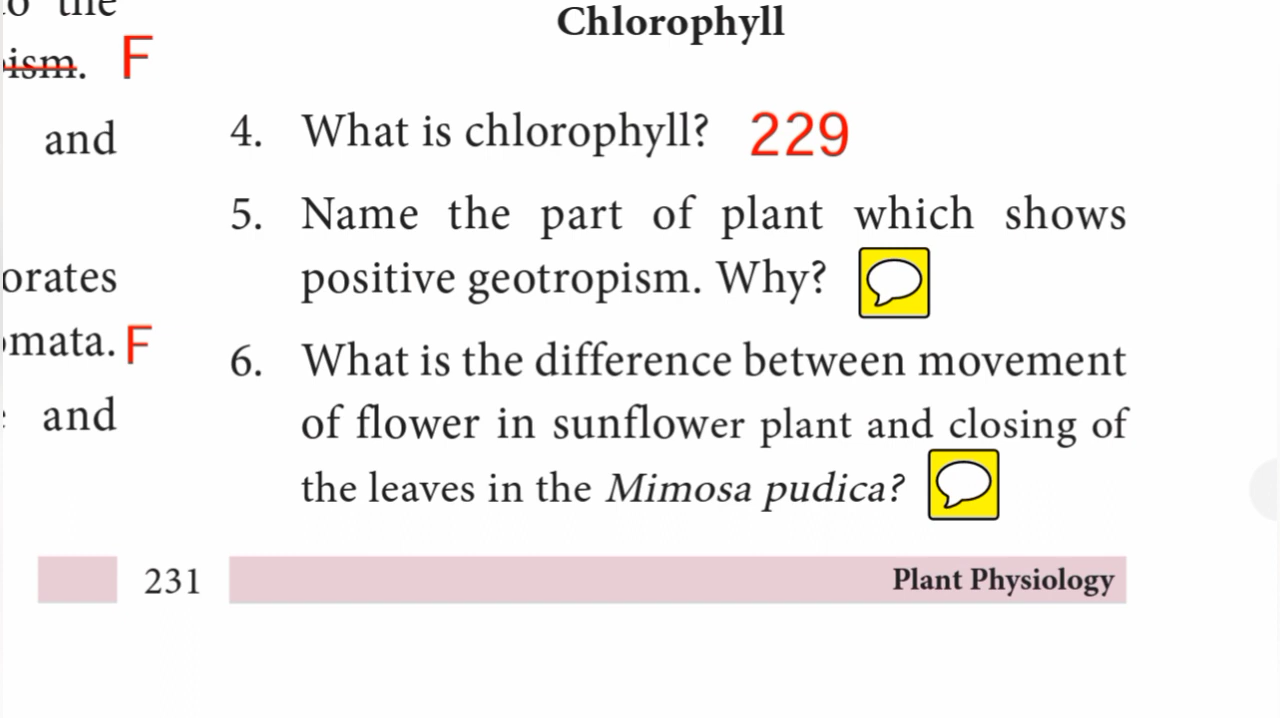 the
Chlorophyll
ism. F
and
4. What is chlorophyll? 229
5. Name the part of plant which shows
positive geotropism. Why?
orates
mata. F
6. What is the difference between movement
of flower in sunflower plant and closing of
and
the leaves in the Mimosa pudica?
231
Plant Physiology